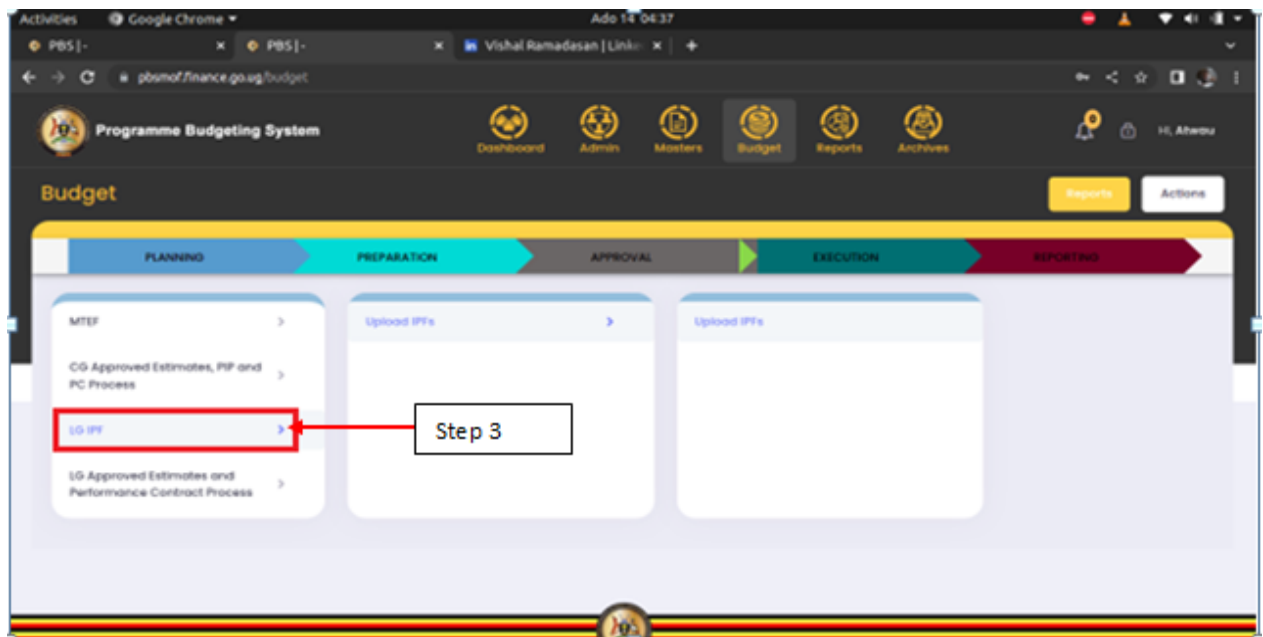 Activities Google Chrome Ado 14 04:37
PBS | - × PBS | - × in Vishal Ramadasan | Linke × +
pbsmof.finance.go.ug/budget
Programme Budgeting System
Dashboard Admin Masters Budget Reports Archives
0
Hi, Atwau
Budget
Reports Actions
PLANNING PREPARATION APPROVAL EXECUTION REPORTING
MTEF
Upload IPFs
Upload IPFs
CG Approved Estimates, PIP and
PC Process
LG IPF
Step 3
LG Approved Estimates and
Performance Contract Process